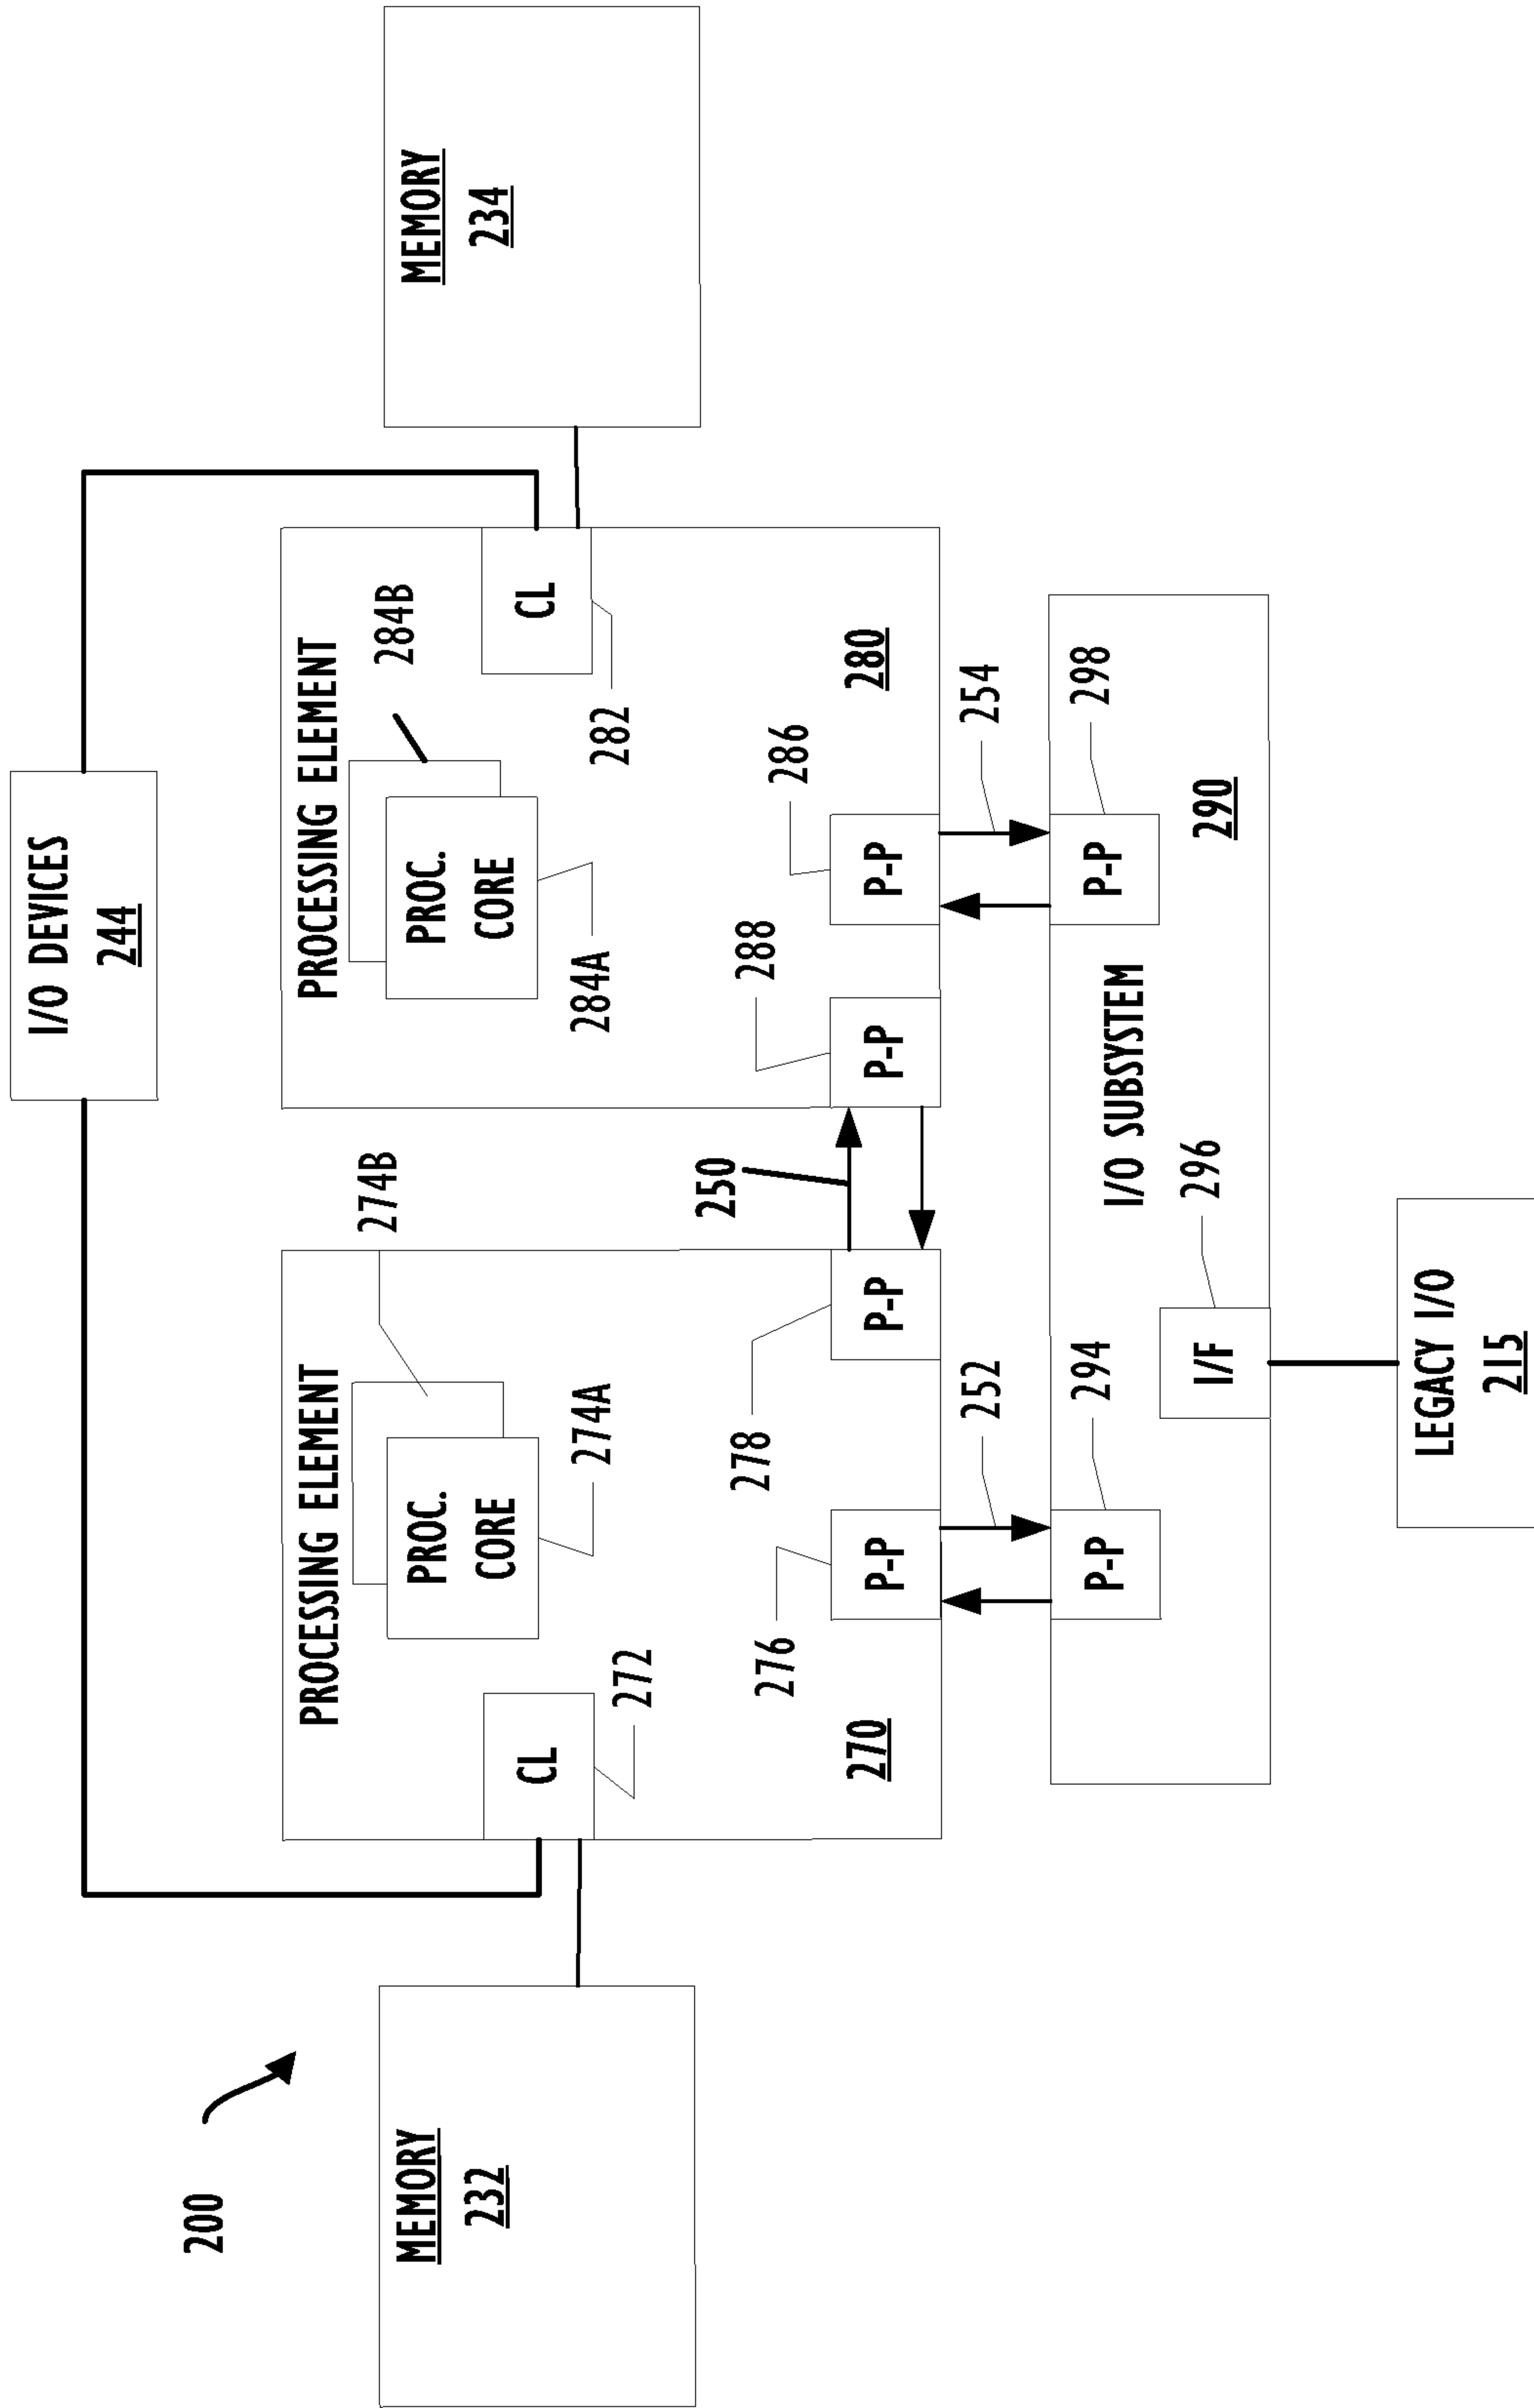 200
I/O DEVICES
244
MEMORY
232
PROCESSING ELEMENT
274B
PROC.
CORE
274A
CL
272
278
P-P
276
P-P
270
250
PROCESSING ELEMENT
284B
PROC.
CORE
284A
CL
282
288
P-P
286
P-P
280
MEMORY
234
252
254
294
P-P
I/O SUBSYSTEM
298
P-P
296
I/F
290
LEGACY I/O
215